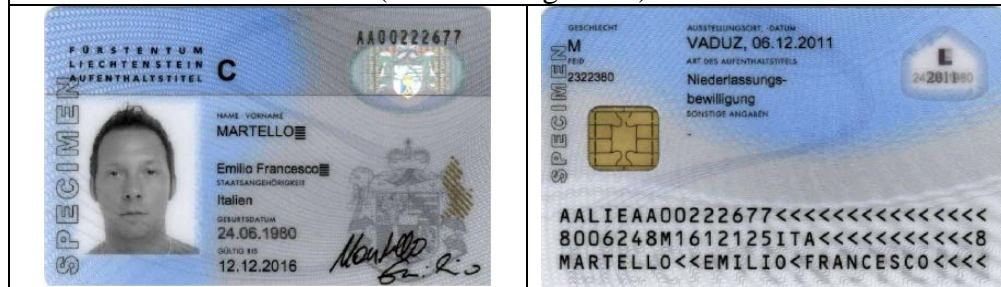 FÜRSTENTUM
LIECHTENSTEIN
AUFENTHALTSTITEL
C
AA00222677
SPECIMEN
NAME · VORNAME
MARTELLO
Emilio Francesco
STAATSANGEHÖRIGKEIT
Italien
GEBURTSDATUM
24.06.1980
GÜLTIG BIS
12.12.2016
Martello
Emilio
GESCHLECHT
M
FEID
2322380
AUSSTELLUNGSORT, -DATUM
VADUZ, 06.12.2011
ART DES AUFENTHALTSTITELS
Niederlassungs-
bewilligung
SONSTIGE ANGABEN
L
SPECIMEN
AALIEAA00222677<<<<<<<<<<<<<<<
8006248M1612125ITA<<<<<<<<<<<8
MARTELLO<<EMILIO<FRANCESCO<<<<